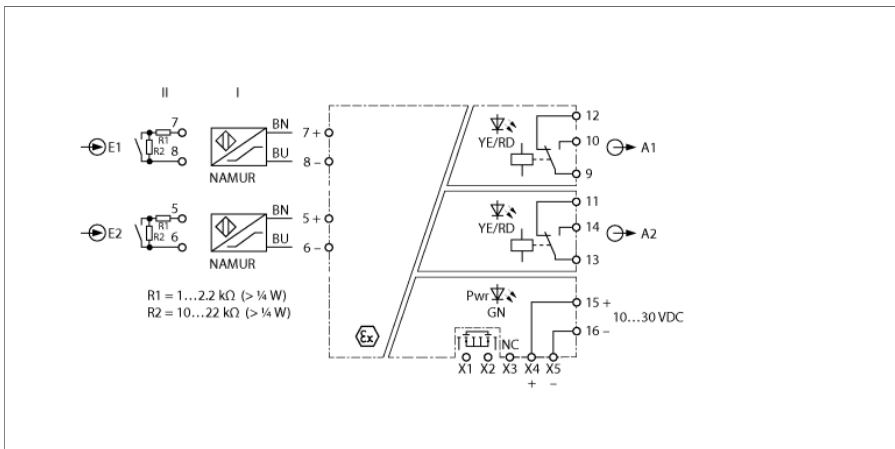 II I
E1 7 R1 R2 8
BN 7 +
BU 8 –
NAMUR
E2 5 R1 R2 6
BN 5 +
BU 6 –
NAMUR
R1 = 1…2.2 kΩ (> ¼ W)
R2 = 10…22 kΩ (> ¼ W)
Ex
YE/RD
12
10
9
A1
YE/RD
11
14
13
A2
Pwr
GN
15 +
16 –
10…30 VDC
NC
X1 X2 X3 X4 X5
+ –